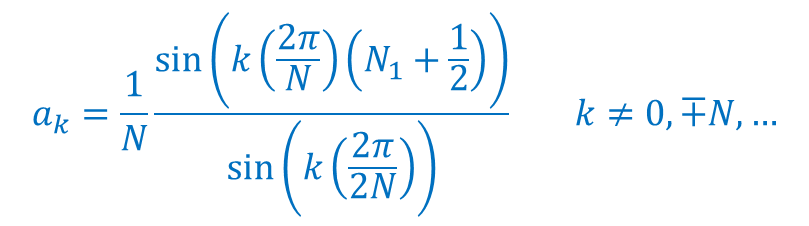 a_k = \frac{1}{N} \frac{\sin\left(k\left(\frac{2\pi}{N}\right)\left(N_1 + \frac{1}{2}\right)\right)}{\sin\left(k\left(\frac{2\pi}{2N}\right)\right)} \qquad k \neq 0, \mp N, \ldots